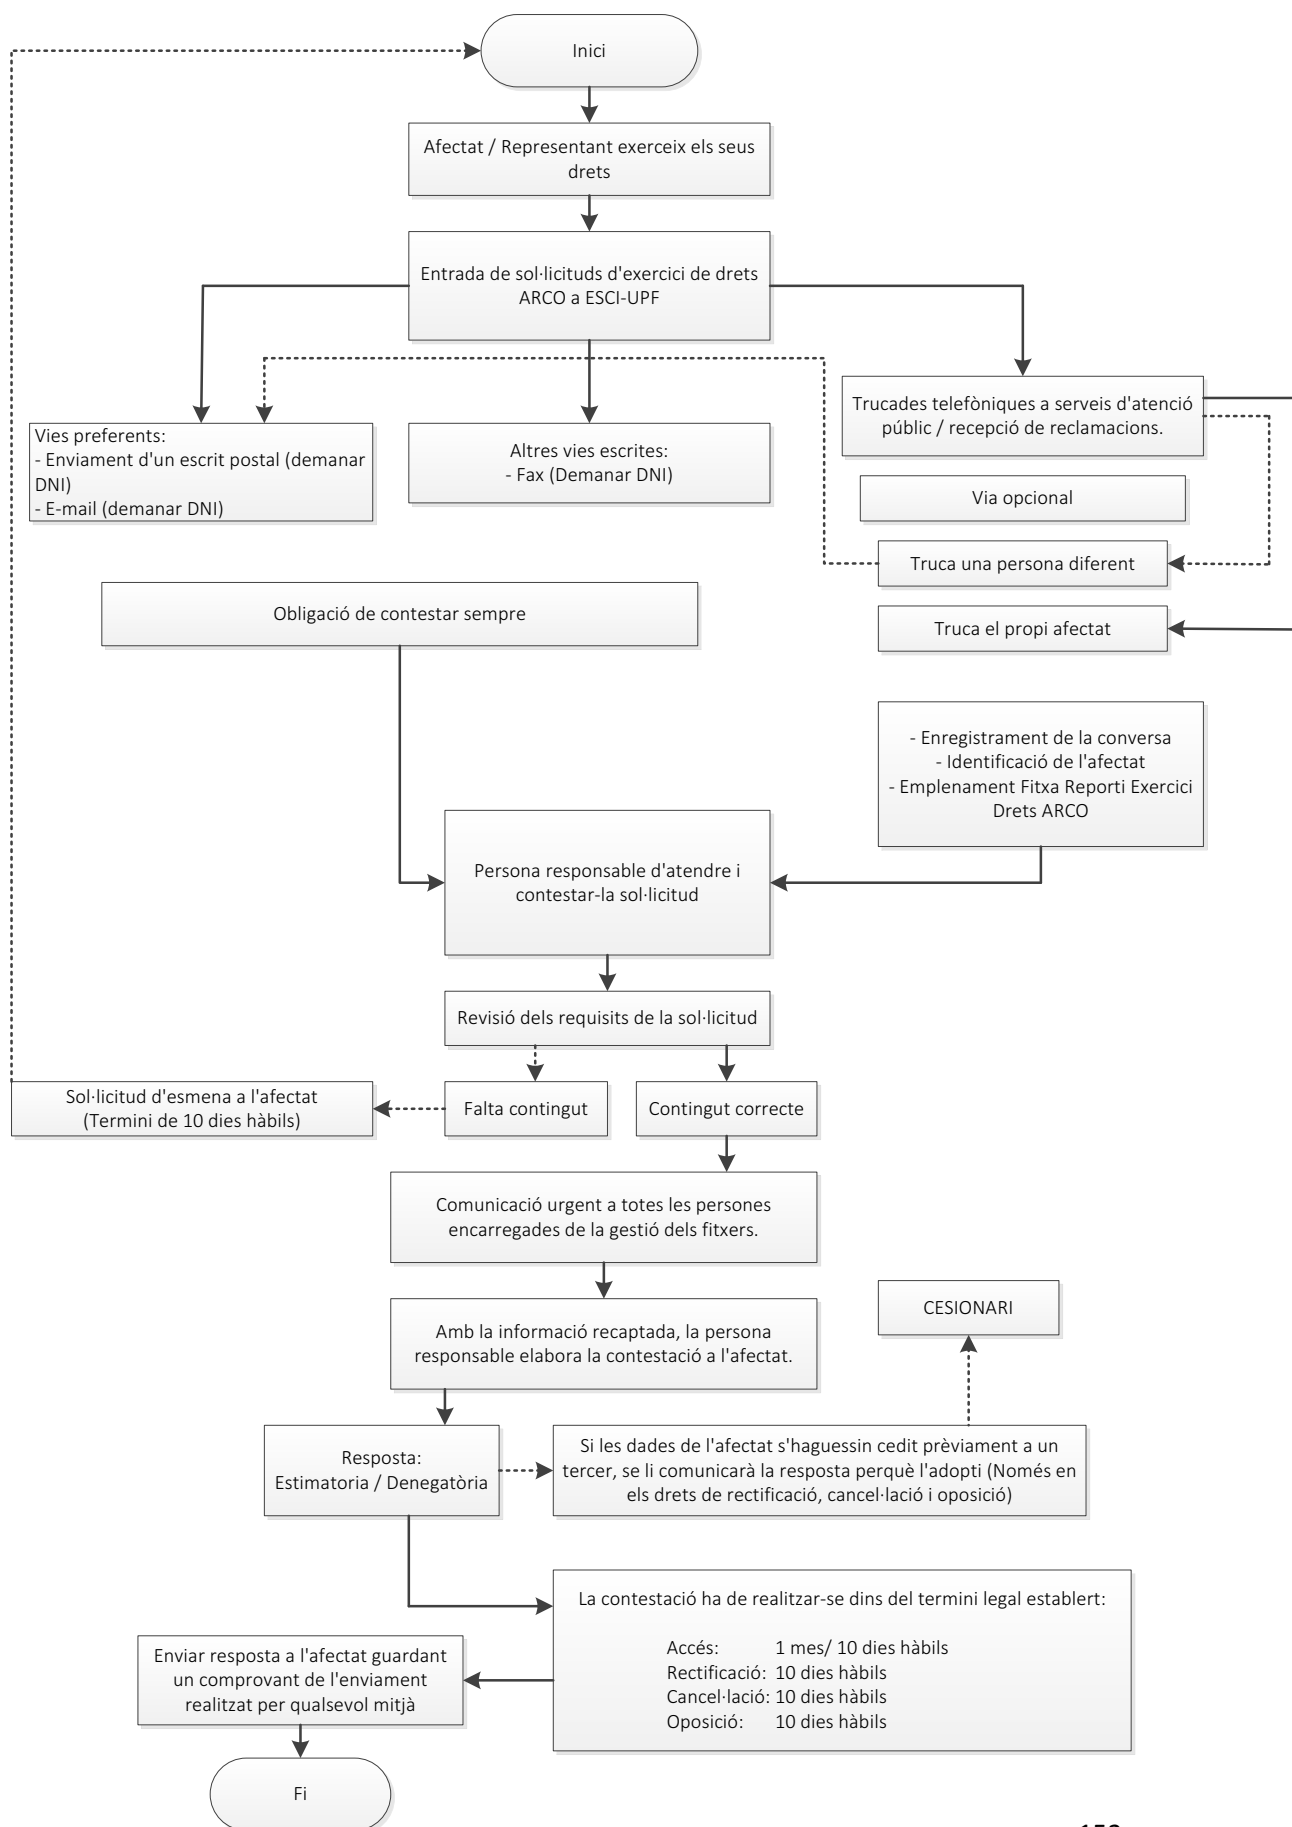 Inici
Afectat / Representant exerceix els seus
drets
Entrada de sol·licituds d'exercici de drets
ARCO a ESCI-UPF
Vies preferents:
- Enviament d'un escrit postal (demanar
DNI)
- E-mail (demanar DNI)
Altres vies escrites:
- Fax (Demanar DNI)
Trucades telefòniques a serveis d'atenció
públic / recepció de reclamacions.
Via opcional
Truca una persona diferent
Truca el propi afectat
Obligació de contestar sempre
- Enregistrament de la conversa
- Identificació de l'afectat
- Emplenament Fitxa Reporti Exercici
Drets ARCO
Persona responsable d'atendre i
contestar-la sol·licitud
Revisió dels requisits de la sol·licitud
Sol·licitud d'esmena a l'afectat
(Termini de 10 dies hàbils)
Falta contingut
Contingut correcte
Comunicació urgent a totes les persones
encarregades de la gestió dels fitxers.
CESIONARI
Amb la informació recaptada, la persona
responsable elabora la contestació a l'afectat.
Resposta:
Estimatoria / Denegatòria
Si les dades de l'afectat s'haguessin cedit prèviament a un
tercer, se li comunicarà la resposta perquè l'adopti (Només en
els drets de rectificació, cancel·lació i oposició)
La contestació ha de realitzar-se dins del termini legal establert:
Accés: 1 mes/ 10 dies hàbils
Rectificació: 10 dies hàbils
Cancel·lació: 10 dies hàbils
Oposició: 10 dies hàbils
Enviar resposta a l'afectat guardant
un comprovant de l'enviament
realitzat per qualsevol mitjà
Fi